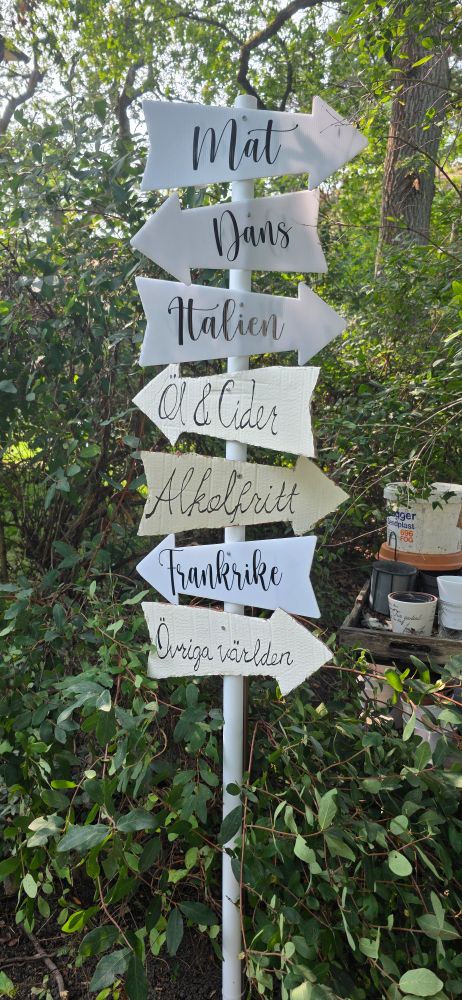 Mat
Dans
Italien
Öl & Cider
Alkolfritt
Frankrike
Övriga världen